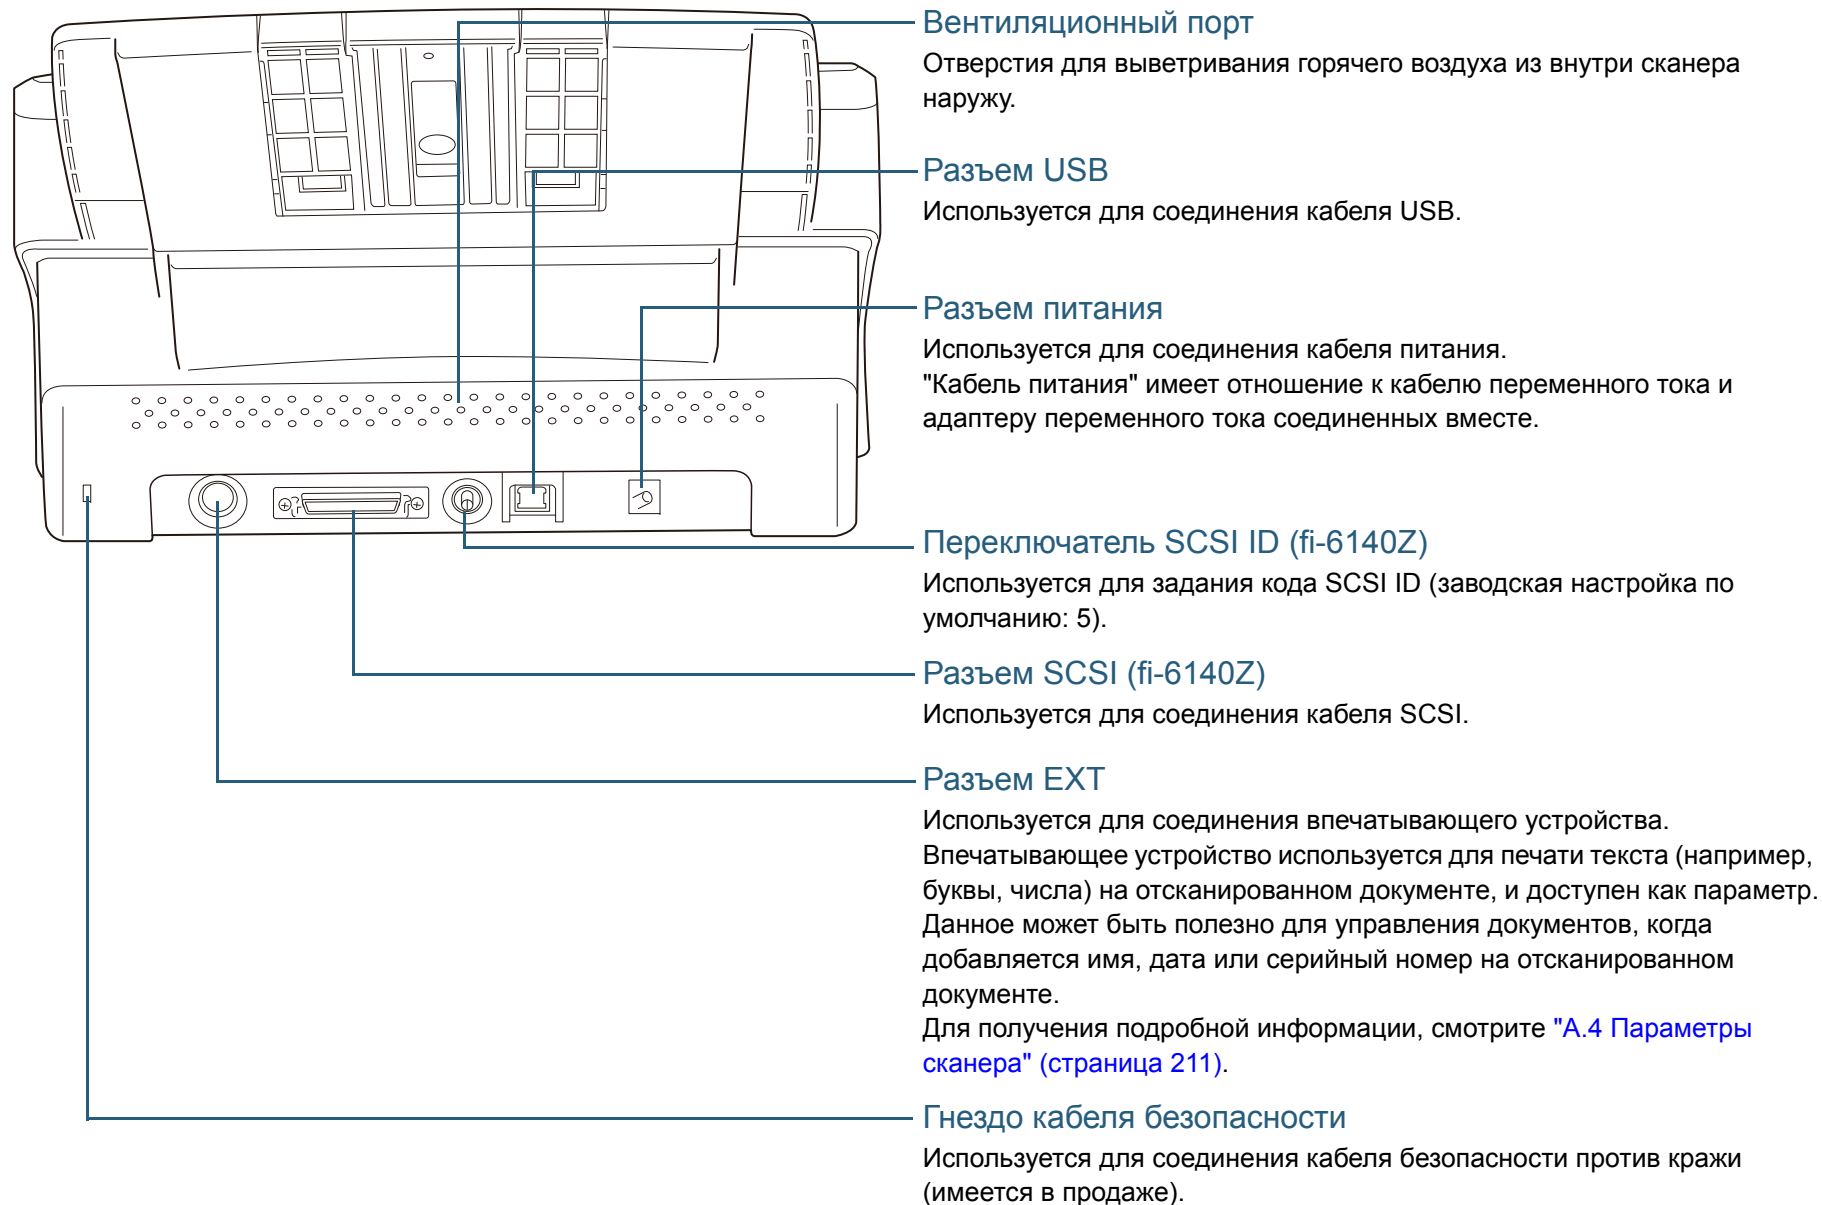 Вентиляционный порт
Отверстия для выветривания горячего воздуха из внутри сканера
наружу.
Разъем USB
Используется для соединения кабеля USB.
Разъем питания
Используется для соединения кабеля питания.
"Кабель питания" имеет отношение к кабелю переменного тока и
адаптеру переменного тока соединенных вместе.
Переключатель SCSI ID (fi-6140Z)
Используется для задания кода SCSI ID (заводская настройка по
умолчанию: 5).
Разъем SCSI (fi-6140Z)
Используется для соединения кабеля SCSI.
Разъем EXT
Используется для соединения впечатывающего устройства.
Впечатывающее устройство используется для печати текста (например,
буквы, числа) на отсканированном документе, и доступен как параметр.
Данное может быть полезно для управления документов, когда
добавляется имя, дата или серийный номер на отсканированном
документе.
Для получения подробной информации, смотрите "A.4 Параметры
сканера" (страница 211).
Гнездо кабеля безопасности
Используется для соединения кабеля безопасности против кражи
(имеется в продаже).